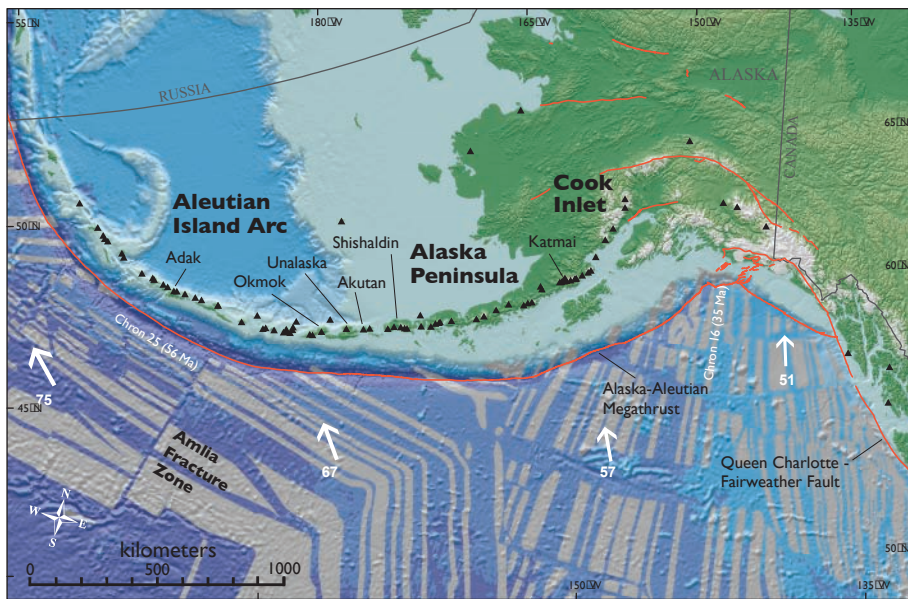 55 N
180 W
165 W
150 W
135 W
RUSSIA
ALASKA
CANADA
65 N
Aleutian
Island Arc
Cook
Inlet
50 N
Shishaldin
Alaska
Peninsula
Katmai
Adak
Unalaska
Okmok
Akutan
60 N
Chron 25 (56 Ma)
Chron 16 (35 Ma)
75
67
57
51
Alaska-Aleutian
Megathrust
45 N
Amlia
Fracture
Zone
Queen Charlotte -
Fairweather Fault
N
W
E
S
kilometers
0
500
1000
50 N
150 W
135 W